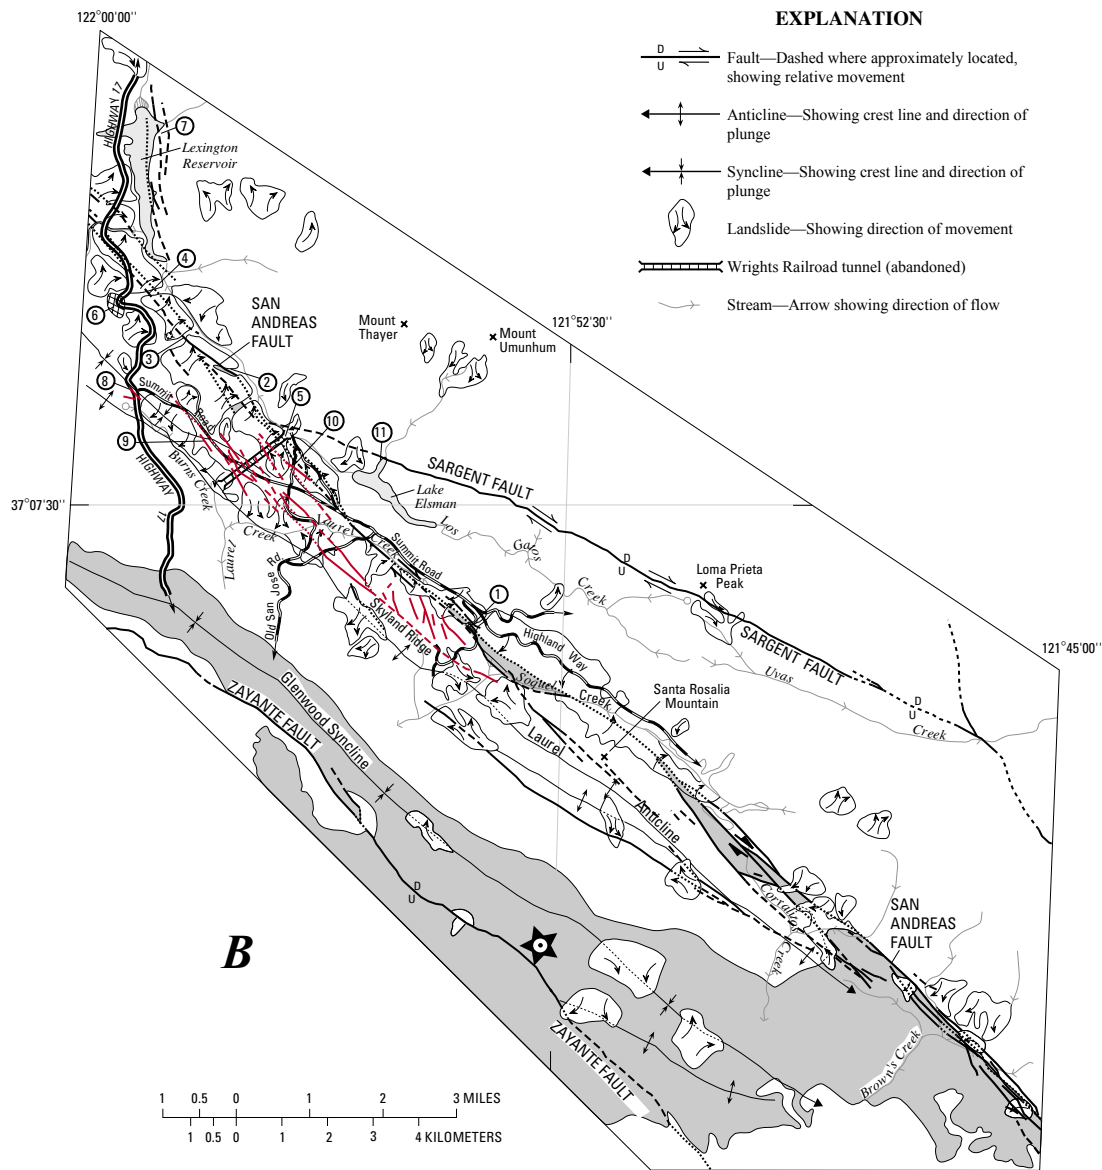 122°00'00"
EXPLANATION
D
U
Fault—Dashed where approximately located,
showing relative movement
Anticline—Showing crest line and direction of
plunge
Syncline—Showing crest line and direction of
plunge
Landslide—Showing direction of movement
Wrights Railroad tunnel (abandoned)
Stream—Arrow showing direction of flow
HIGHWAY 17
7
Lexington
Reservoir
4
6
SAN
ANDREAS
FAULT
Mount
Thayer
Mount
Umunhum
121°52'30"
3
2
8
Summit
Road
5
10
11
9
Burns Creek
HIGHWAY
17
SARGENT FAULT
Lake
Elsman
37°07'30"
Los
Gatos
Creek
Laurel
Creek
Laurel
Creek
Summit Road
Old San Jose Rd.
D
U
Loma Prieta
Peak
1
Skyland Ridge
Highland Way
SARGENT FAULT
121°45'00"
Uvas
Creek
D
U
Soquel
Creek
Santa Rosalia
Mountain
Glenwood Syncline
ZAYANTE FAULT
Laurel
Anticline
D
U
Corralitos
Creek
SAN
ANDREAS
FAULT
B
ZAYANTE FAULT
Brown's Creek
1 0.5 0 1 2 3 MILES
1 0.5 0 1 2 3 4 KILOMETERS